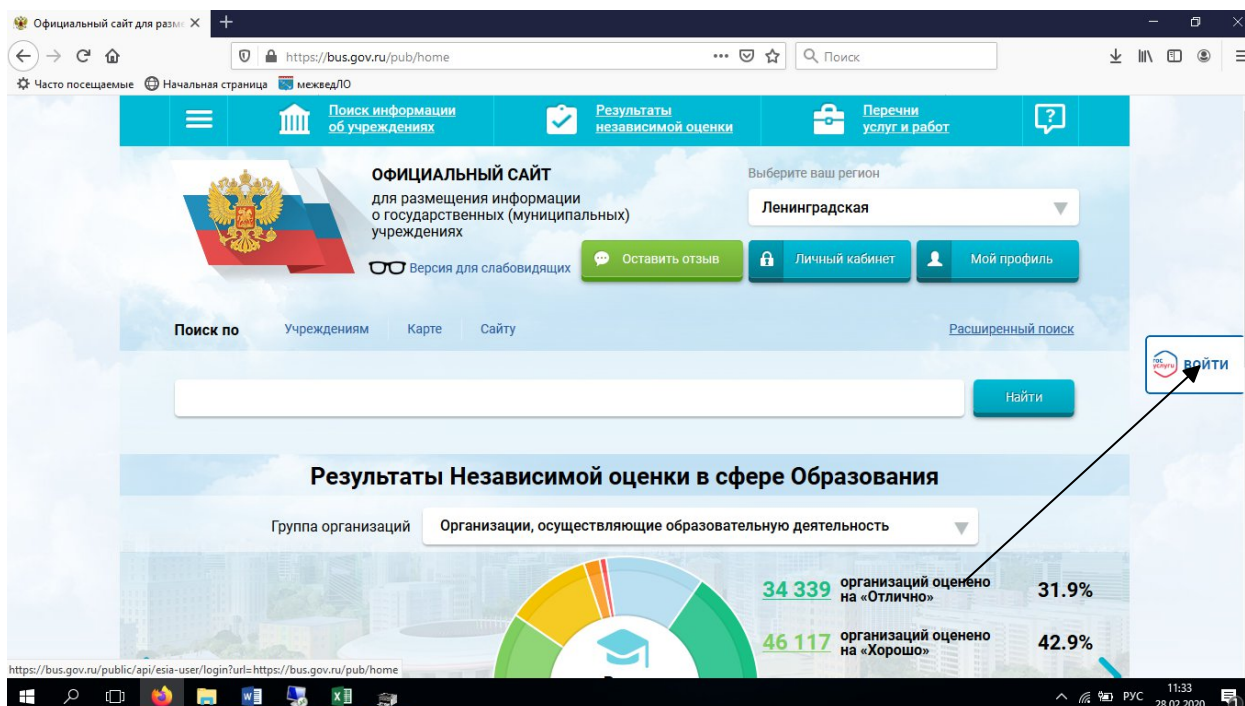 Официальный сайт для разм
https://bus.gov.ru/pub/home
Поиск
Часто посещаемые
Начальная страница
межведЛО
Поиск информации
об учреждениях
Результаты
независимой оценки
Перечни
услуг и работ
?
ОФИЦИАЛЬНЫЙ САЙТ
для размещения информации
о государственных (муниципальных)
учреждениях
Версия для слабовидящих
Выберите ваш регион
Ленинградская
Оставить отзыв
Личный кабинет
Мой профиль
Поиск по
Учреждениям
Карте
Сайту
Расширенный поиск
гос
услуги
ВОЙТИ
Найти
Результаты Независимой оценки в сфере Образования
Группа организаций
Организации, осуществляющие образовательную деятельность
34 339
организаций оценено
на «Отлично»
31.9%
46 117
организаций оценено
на «Хорошо»
42.9%
https://bus.gov.ru/public/api/esia-user/login?url=https://bus.gov.ru/pub/home
РУС
11:33
28.02.2020